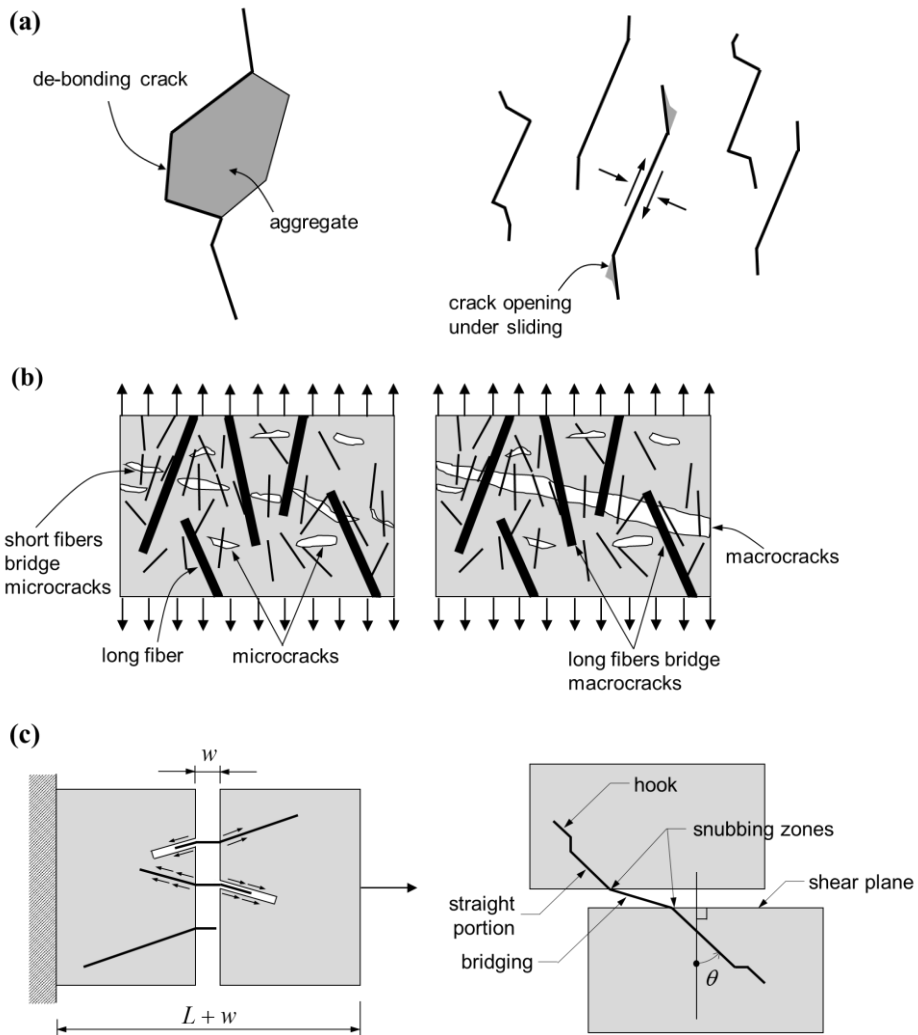 (a)
de-bonding crack
aggregate
crack opening
under sliding
(b)
short fibers
bridge
microcracks
long fiber
microcracks
long fibers bridge
macrocracks
macrocracks
(c)
w
L + w
hook
snubbing zones
shear plane
straight
portion
bridging
θ